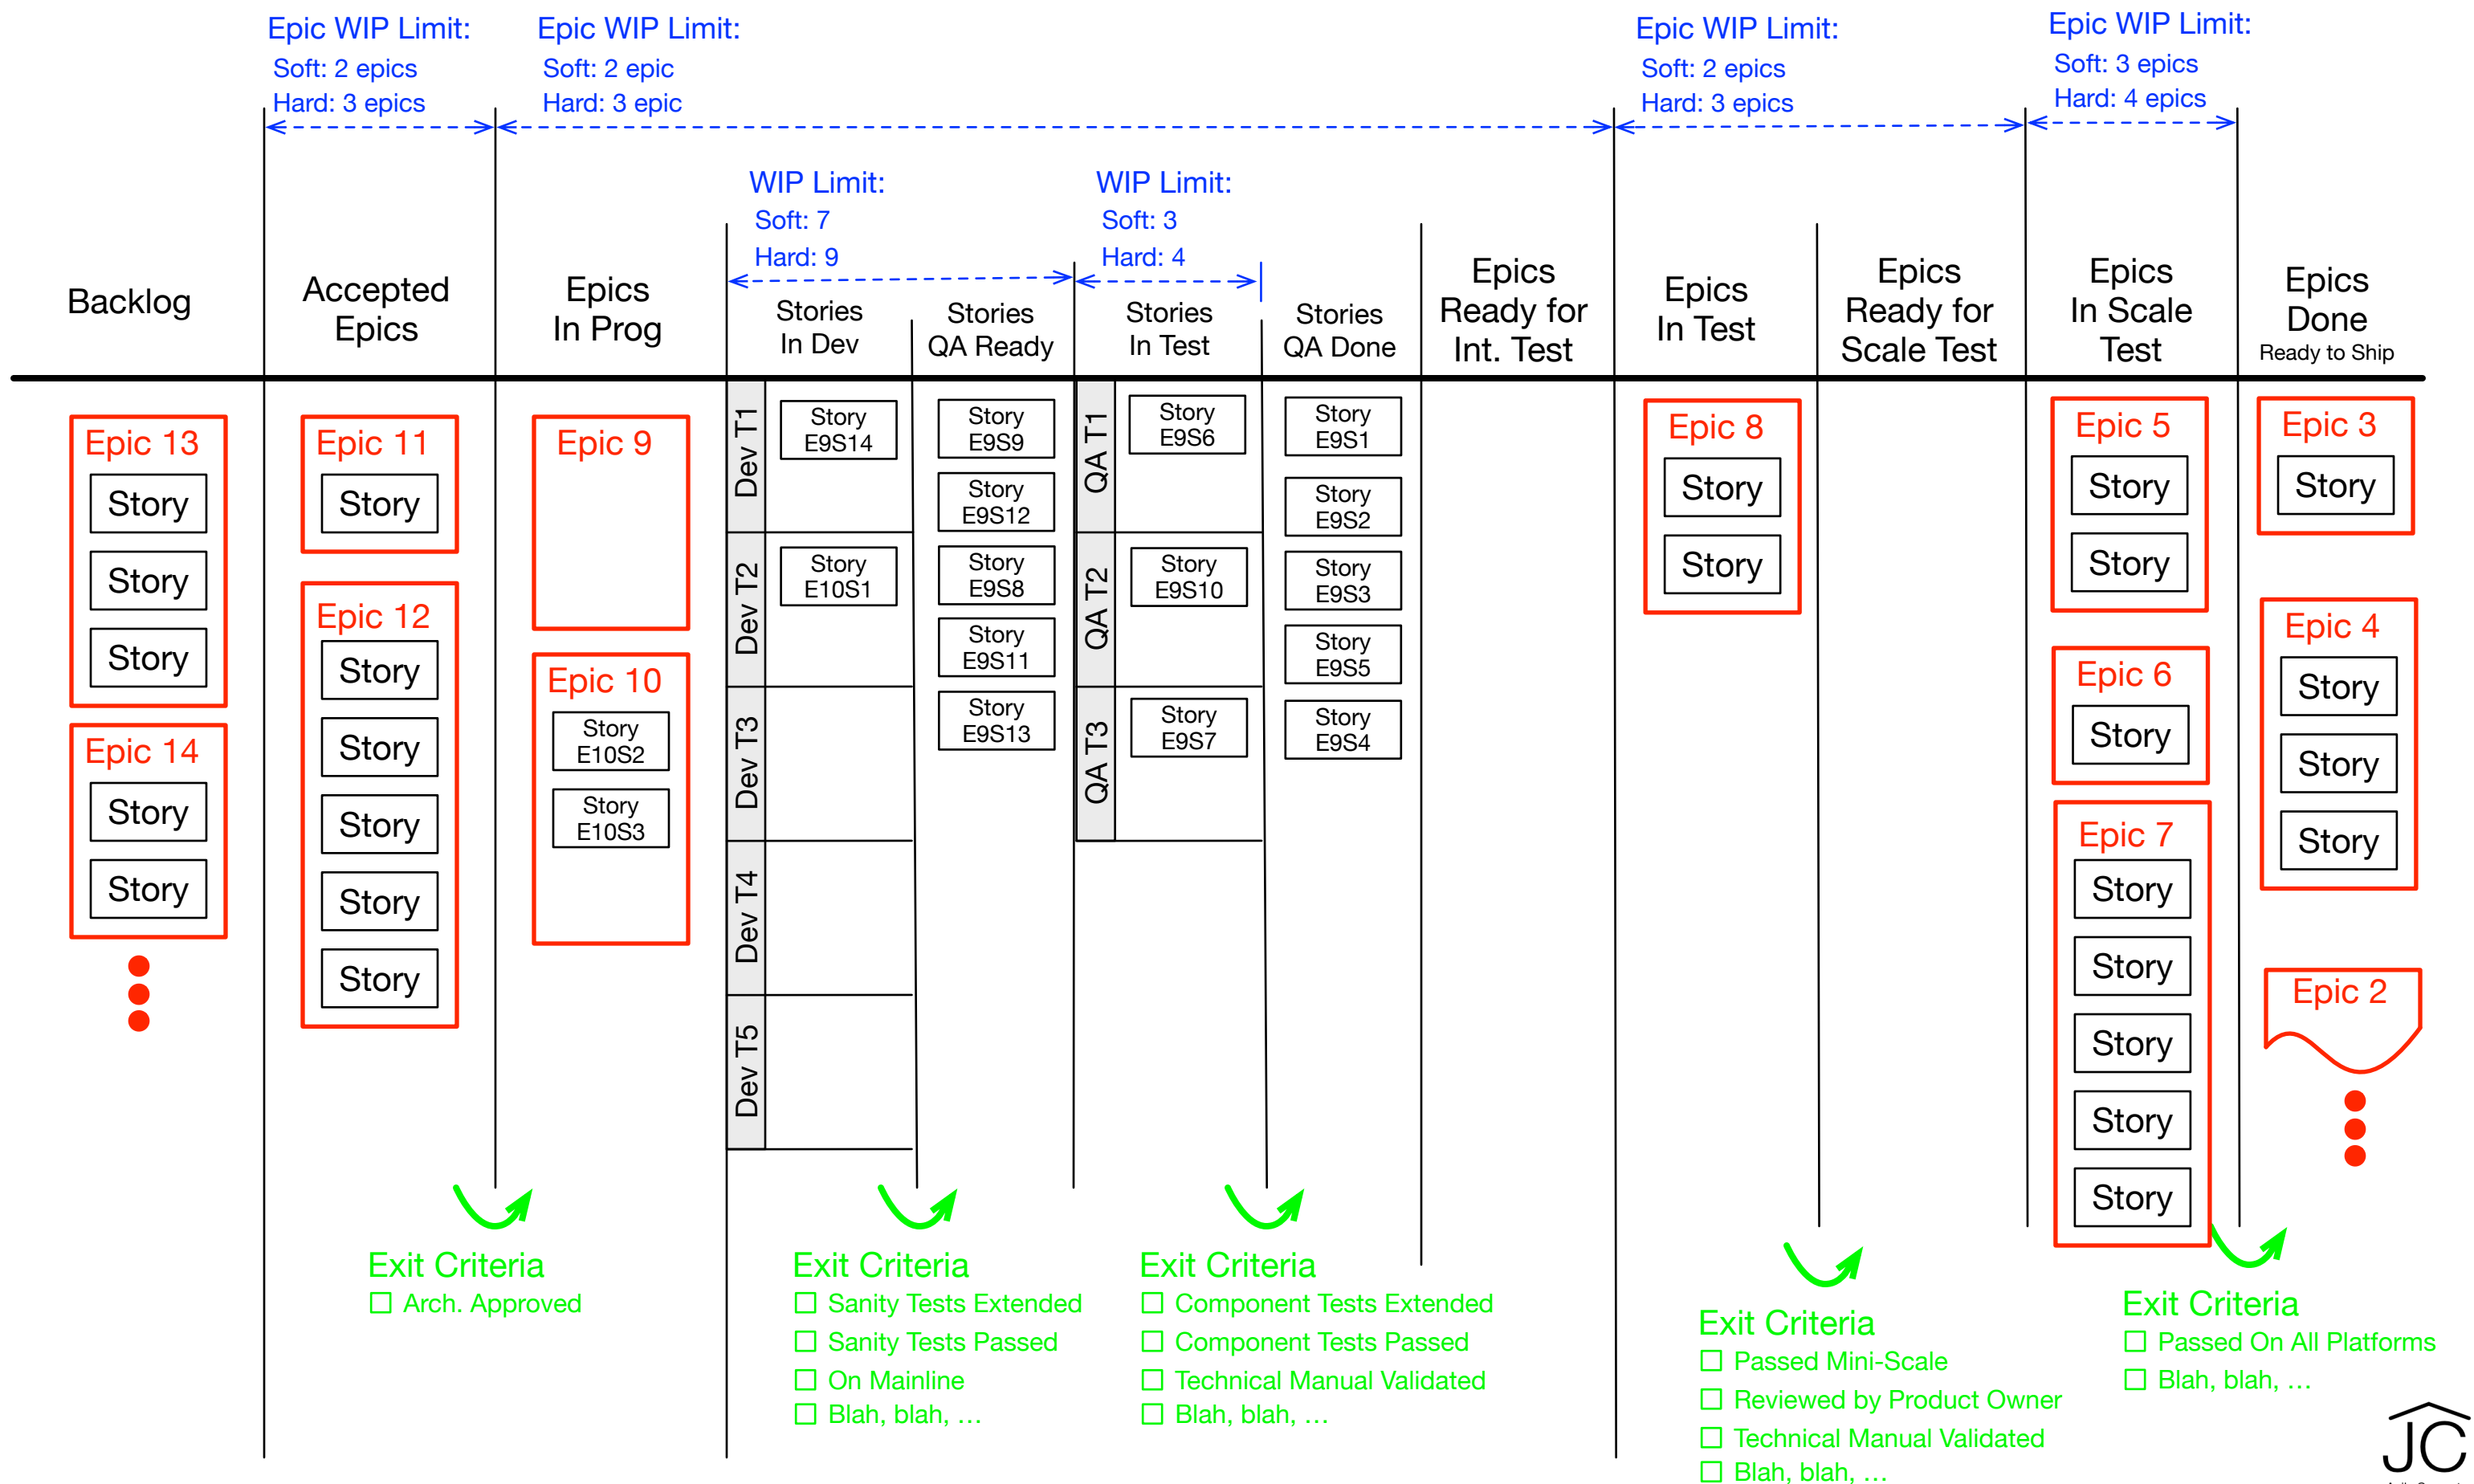 Epic WIP Limit:
Soft: 2 epics
Hard: 3 epics
Epic WIP Limit:
Soft: 2 epic
Hard: 3 epic
Epic WIP Limit:
Soft: 2 epics
Hard: 3 epics
Epic WIP Limit:
Soft: 3 epics
Hard: 4 epics
WIP Limit:
Soft: 7
Hard: 9
WIP Limit:
Soft: 3
Hard: 4
Backlog
Accepted
Epics
Epics
In Prog
Stories
In Dev
Stories
QA Ready
Stories
In Test
Stories
QA Done
Epics
Ready for
Int. Test
Epics
In Test
Epics
Ready for
Scale Test
Epics
In Scale
Test
Epics
Done
Ready to Ship
Epic 13
Story
Story
Story
Epic 14
Story
Story
Epic 11
Story
Epic 12
Story
Story
Story
Story
Story
Epic 9
Epic 10
Story
E10S2
Story
E10S3
Dev T1
Dev T2
Dev T3
Dev T4
Dev T5
Story
E9S14
Story
E10S1
Story
E9S9
Story
E9S12
Story
E9S8
Story
E9S11
Story
E9S13
QA T1
QA T2
QA T3
Story
E9S6
Story
E9S10
Story
E9S7
Story
E9S1
Story
E9S2
Story
E9S3
Story
E9S5
Story
E9S4
Epic 8
Story
Story
Epic 5
Story
Story
Epic 6
Story
Epic 7
Story
Story
Story
Story
Story
Epic 3
Story
Epic 4
Story
Story
Story
Epic 2
Exit Criteria
Arch. Approved
Exit Criteria
Sanity Tests Extended
Sanity Tests Passed
On Mainline
Blah, blah, …
Exit Criteria
Component Tests Extended
Component Tests Passed
Technical Manual Validated
Blah, blah, …
Exit Criteria
Passed Mini-Scale
Reviewed by Product Owner
Technical Manual Validated
Blah, blah, …
Exit Criteria
Passed On All Platforms
Blah, blah, …
JC